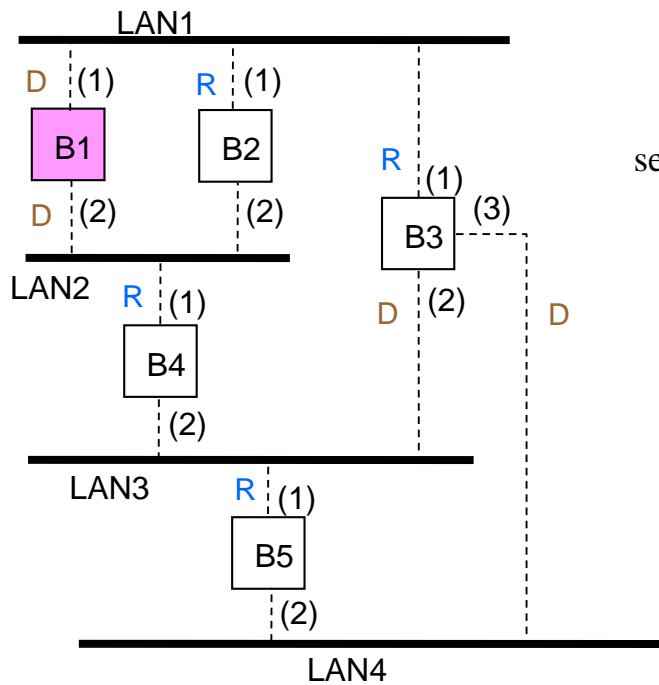 LAN1
D (1) R (1)
B1 B2 R se
D (2) (2) (1) (3)
B3
LAN2 R (1) D (2) D
B4
(2)
LAN3 R (1)
B5
(2)
LAN4